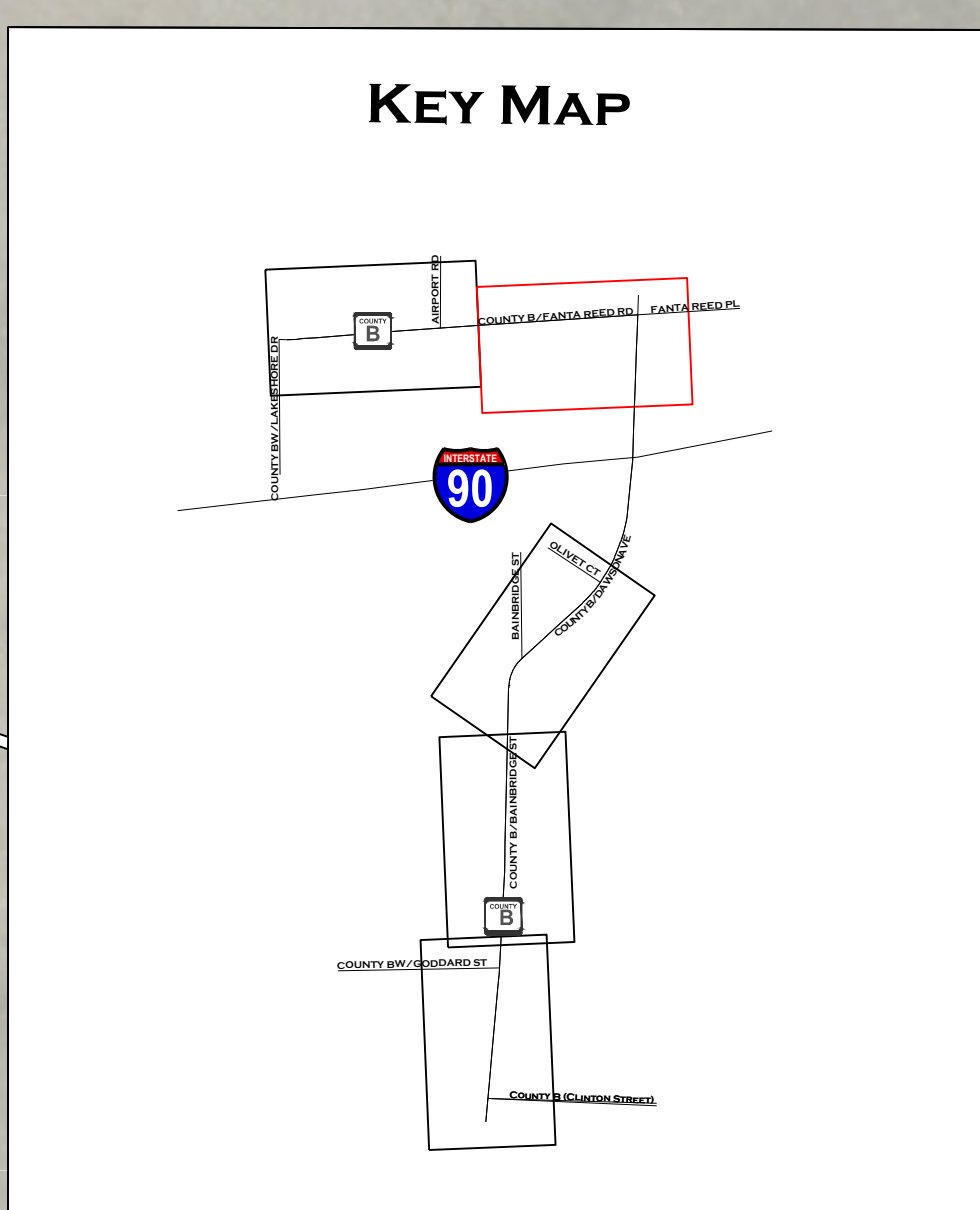 KEY MAP
AIRPORT RD
COUNTY B/FANTA REED RD
FANTA REED PL
COUNTY
B
COUNTY BW/LAKESHORE DR
INTERSTATE
90
OLIVET CT
BAINBRIDGE ST
COUNTY B/DAWSON AVE
COUNTY B/BAINBRIDGE ST
COUNTY
B
COUNTY BW/GODDARD ST
COUNTY B (CLINTON STREET)